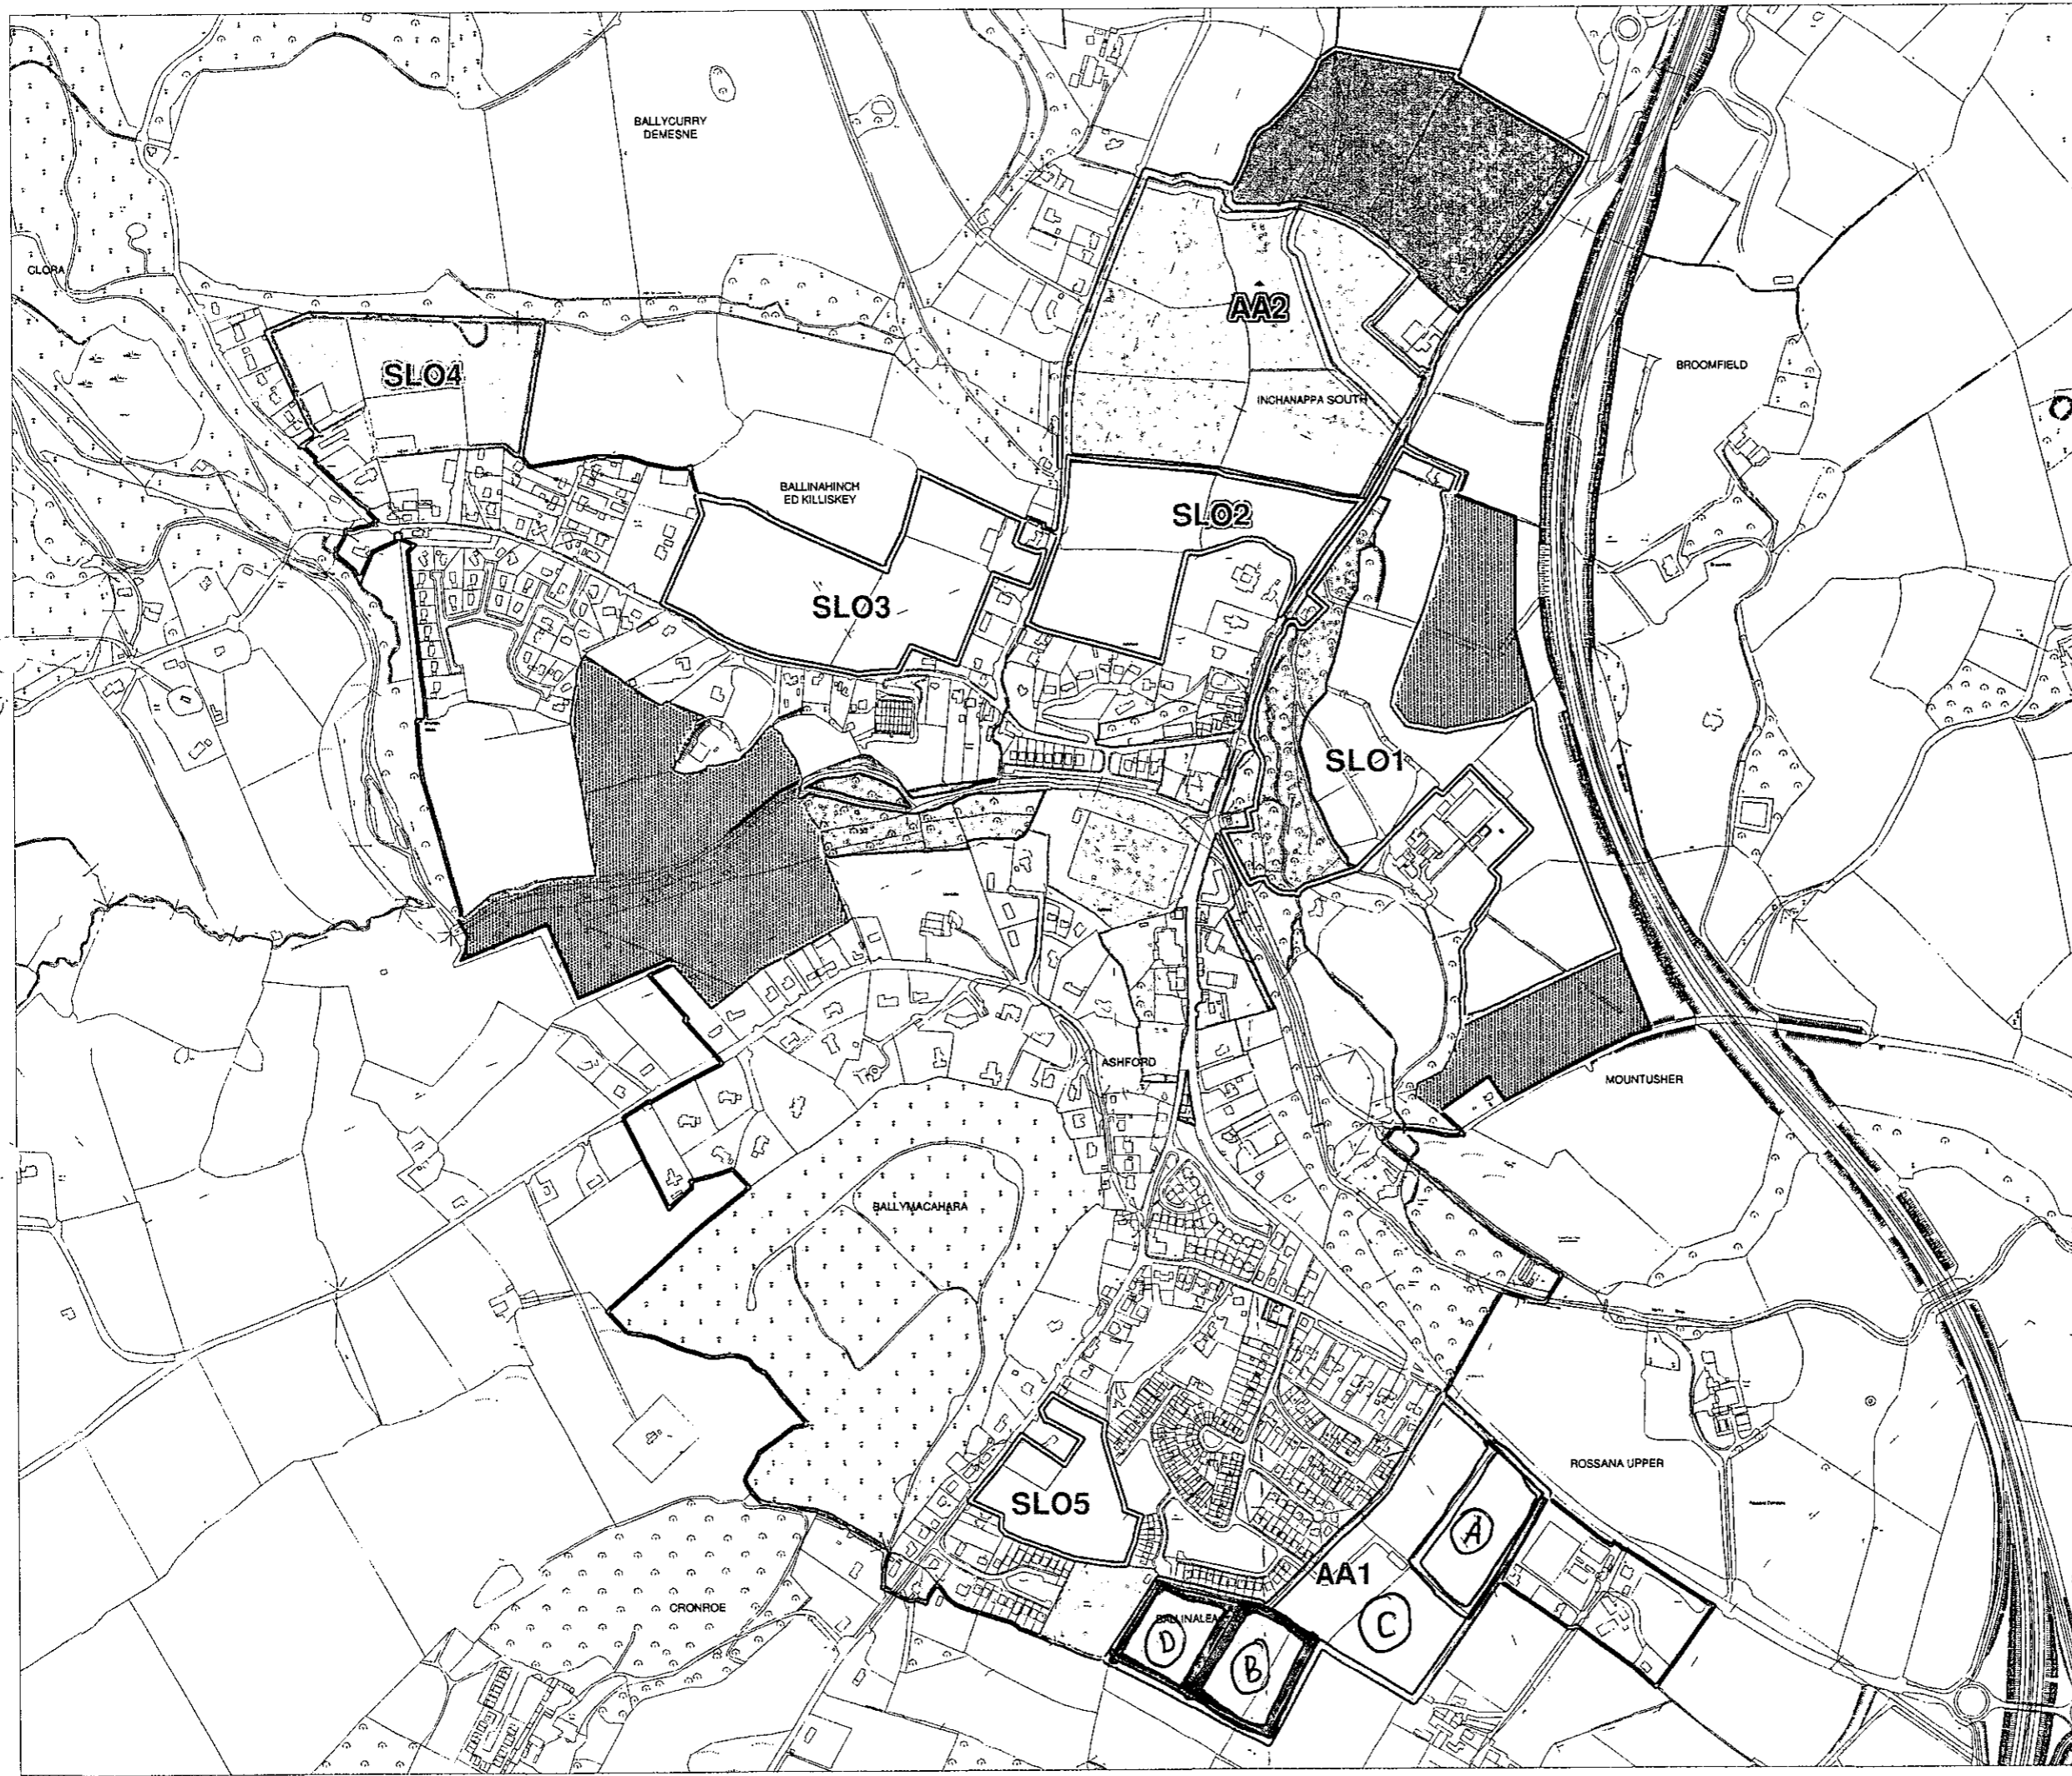 BALLYCURRY
DEMESNE
CLORA
AA2
BROOMFIELD
SLO4
INCHANAPPA SOUTH
BALLINAHINCH
ED KILLISKEY
SLO2
SLO3
SLO1
ASHFORD
MOUNTUSHER
BALLYMACAHARA
ROSSANA UPPER
SLO5
A
AA1
CRONROE
BALLINALEA
C
D
B